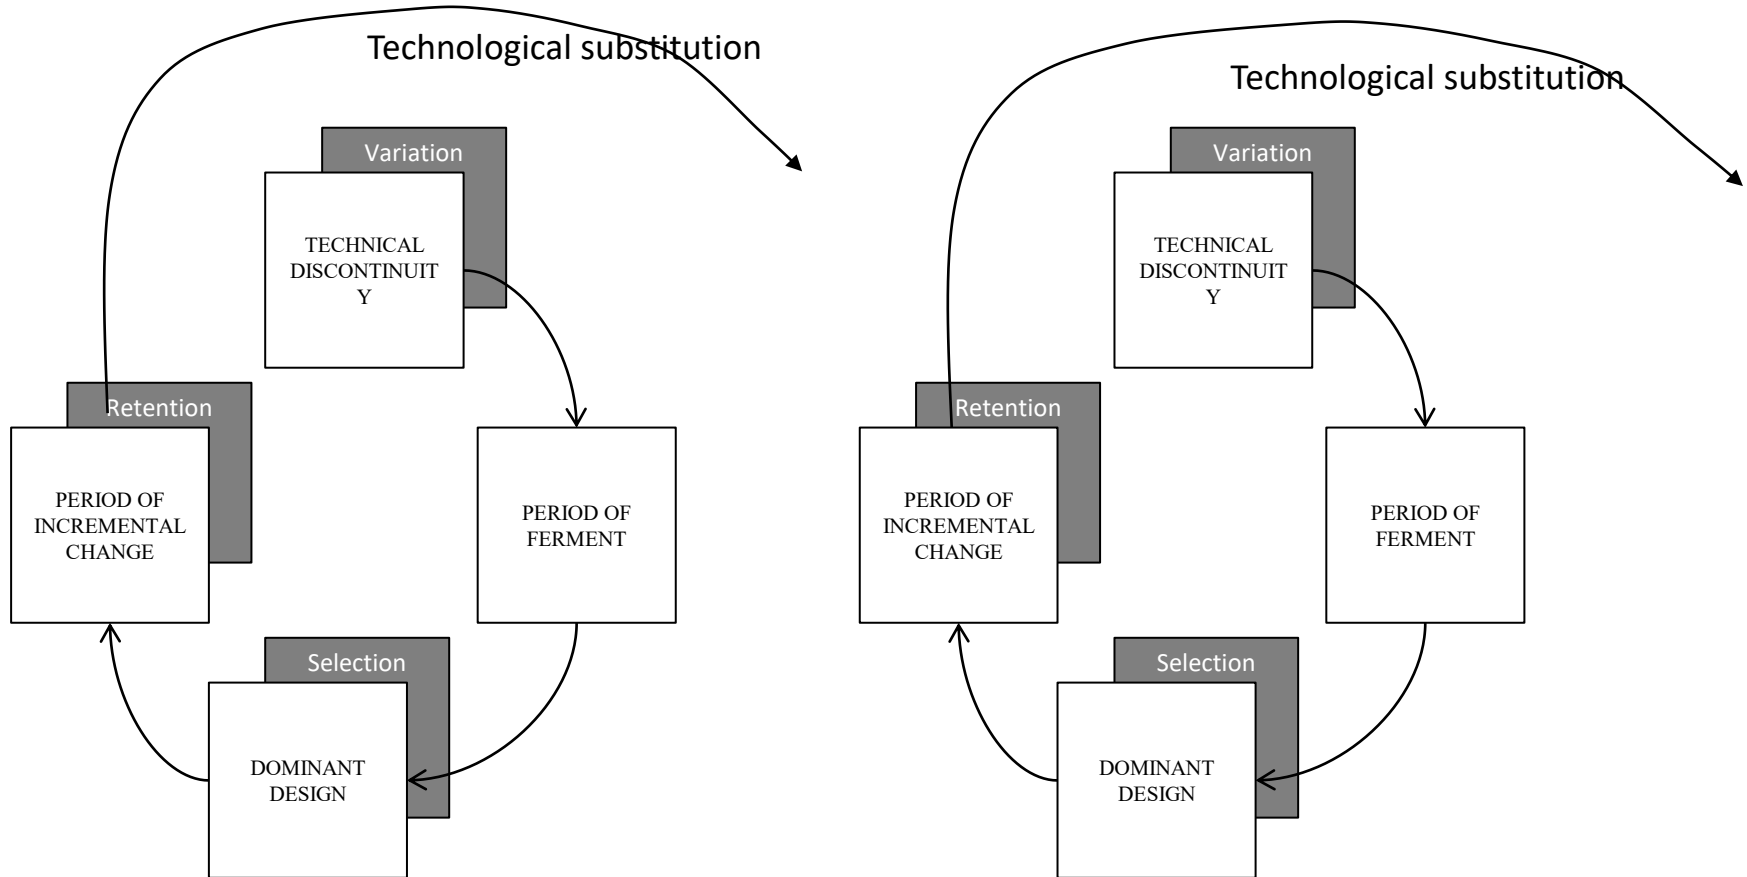 Technological substitution
Variation
TECHNICAL
DISCONTINUIT
Y
Retention
PERIOD OF
INCREMENTAL
CHANGE
PERIOD OF
FERMENT
Selection
DOMINANT
DESIGN
Technological substitution
Variation
TECHNICAL
DISCONTINUIT
Y
Retention
PERIOD OF
INCREMENTAL
CHANGE
PERIOD OF
FERMENT
Selection
DOMINANT
DESIGN